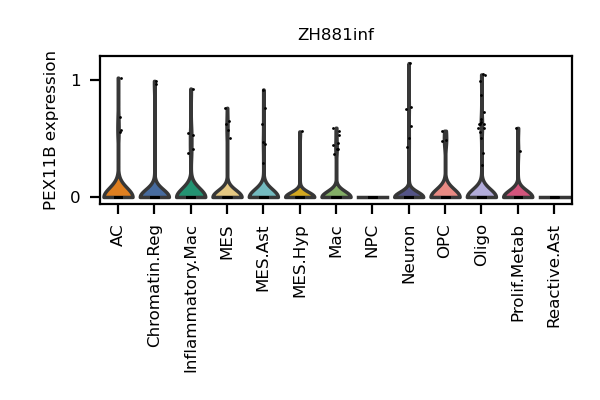 ZH881inf
PEX11B expression
1
0
AC
Chromatin.Reg
Inflammatory.Mac
MES
MES.Ast
MES.Hyp
Mac
NPC
Neuron
OPC
Oligo
Prolif.Metab
Reactive.Ast